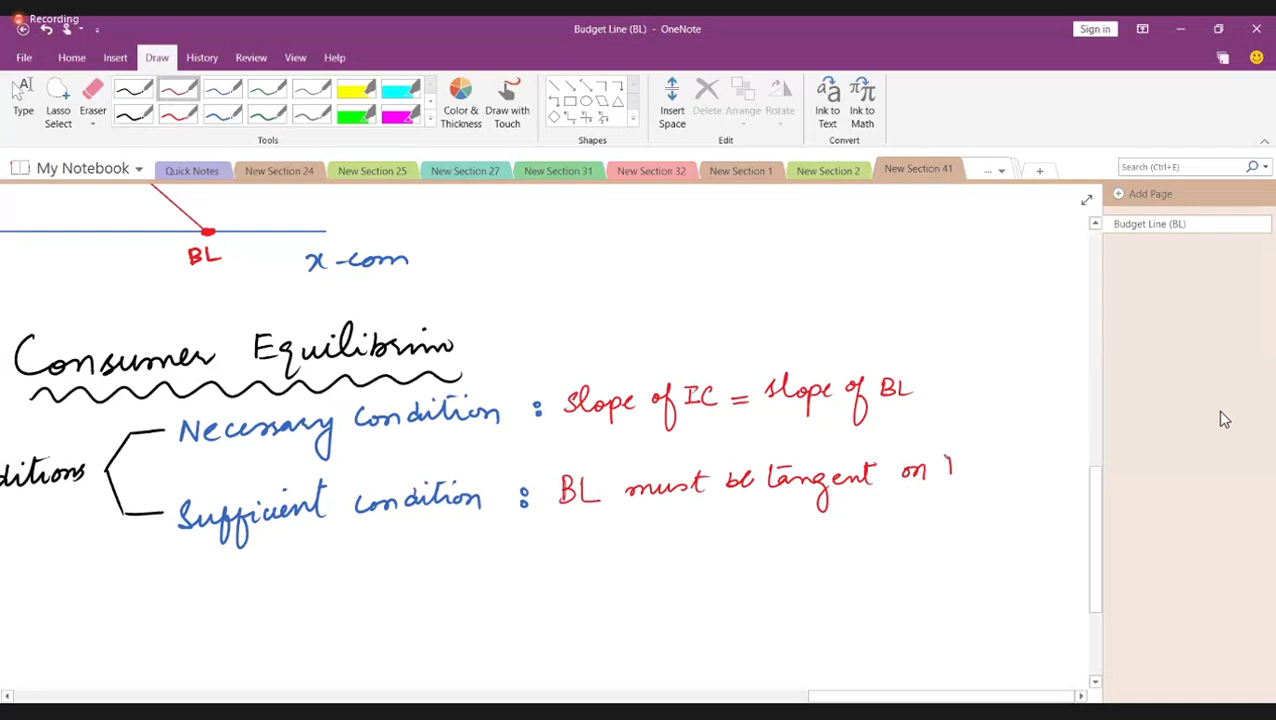 Recording
Budget Line (BL) - OneNote
Sign in
File Home Insert Draw History Review View Help
Type
Lasso Select
Eraser
Color & Thickness
Draw with Touch
Insert Space
Delete
Arrange
Rotate
Ink to Text
Ink to Math
Tools
Shapes
Edit
Convert
My Notebook
Quick Notes
New Section 24
New Section 25
New Section 27
New Section 31
New Section 32
New Section 1
New Section 2
New Section 41
...
Search (Ctrl+E)
Add Page
Budget Line (BL)
BL
x-com
Consumer Equilibrim
Necessary condition : Slope of IC = Slope of BL
ditions
Sufficient condition : BL must be tangent on